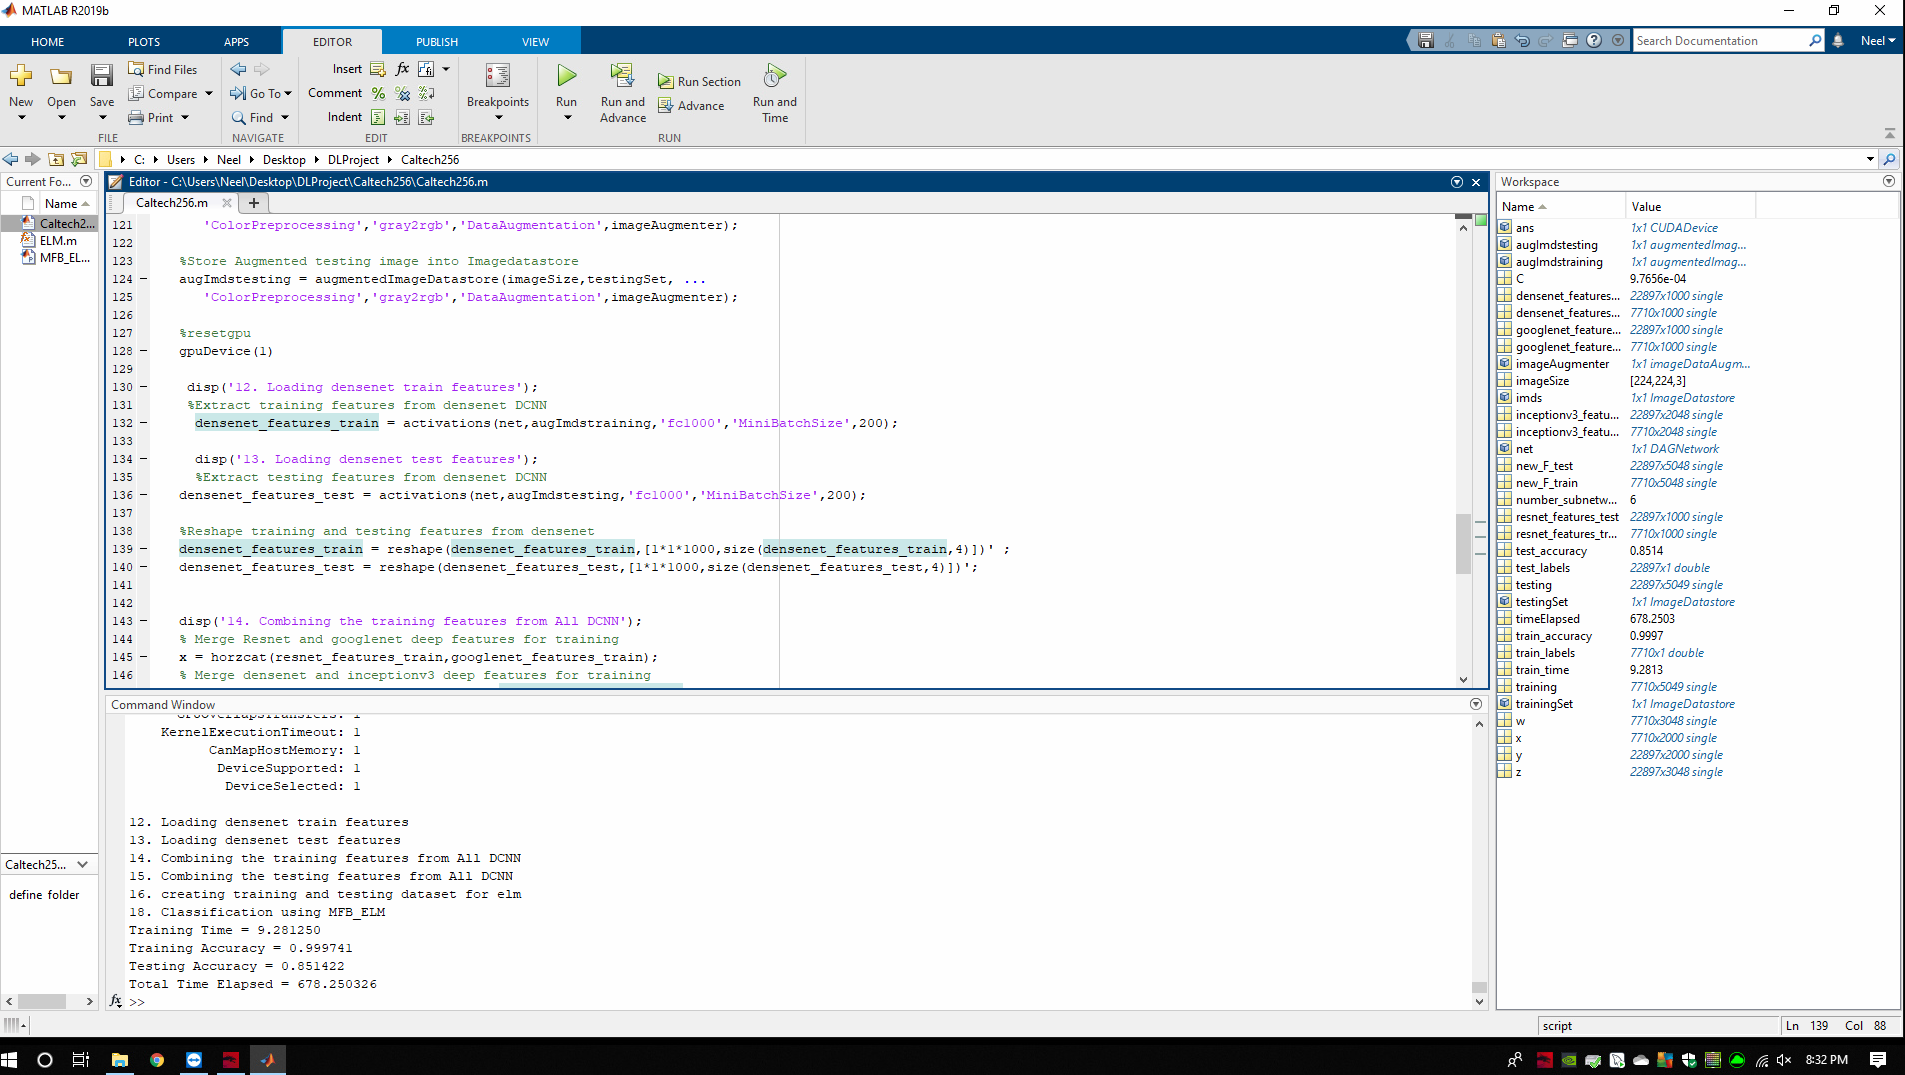 MATLAB R2019b
HOME PLOTS APPS EDITOR PUBLISH VIEW
Search Documentation
Neel
New Open Save
Find Files
Compare
Print
FILE
Go To
Find
NAVIGATE
Insert fx
Comment
Indent
EDIT
Breakpoints
BREAKPOINTS
Run
Run and Advance
Run Section
Advance
Run and Time
RUN
C: Users Neel Desktop DLProject Caltech256
Current Fo...
Name
Caltech2...
ELM.m
MFB_EL...
Caltech25...
define folder
Editor - C:\Users\Neel\Desktop\DLProject\Caltech256\Caltech256.m
Caltech256.m
121 'ColorPreprocessing','gray2rgb','DataAugmentation',imageAugmenter);
122
123 %Store Augmented testing image into Imagedatastore
124 augImdstesting = augmentedImageDatastore(imageSize,testingSet, ...
125 'ColorPreprocessing','gray2rgb','DataAugmentation',imageAugmenter);
126
127 %resetgpu
128 gpuDevice(1)
129
130 disp('12. Loading densenet train features');
131 %Extract training features from densenet DCNN
132 densenet_features_train = activations(net,augImdstraining,'fc1000','MiniBatchSize',200);
133
134 disp('13. Loading densenet test features');
135 %Extract testing features from densenet DCNN
136 densenet_features_test = activations(net,augImdstesting,'fc1000','MiniBatchSize',200);
137
138 %Reshape training and testing features from densenet
139 densenet_features_train = reshape(densenet_features_train,[1*1*1000,size(densenet_features_train,4)])' ;
140 densenet_features_test = reshape(densenet_features_test,[1*1*1000,size(densenet_features_test,4)])';
141
142
143 disp('14. Combining the training features from All DCNN');
144 % Merge Resnet and googlenet deep features for training
145 x = horzcat(resnet_features_train,googlenet_features_train);
146 % Merge densenet and inceptionv3 deep features for training
Command Window
KernelExecutionTimeout: 1
CanMapHostMemory: 1
DeviceSupported: 1
DeviceSelected: 1
12. Loading densenet train features
13. Loading densenet test features
14. Combining the training features from All DCNN
15. Combining the testing features from All DCNN
16. creating training and testing dataset for elm
18. Classification using MFB_ELM
Training Time = 9.281250
Training Accuracy = 0.999741
Testing Accuracy = 0.851422
Total Time Elapsed = 678.250326
fx >>
Workspace
Name Value
ans 1x1 CUDADevice
augImdstesting 1x1 augmentedImag...
augImdstraining 1x1 augmentedImag...
C 9.7656e-04
densenet_features... 22897x1000 single
densenet_features... 7710x1000 single
googlenet_feature... 22897x1000 single
googlenet_feature... 7710x1000 single
imageAugmenter 1x1 imageDataAugm...
imageSize [224,224,3]
imds 1x1 ImageDatastore
inceptionv3_featu... 22897x2048 single
inceptionv3_featu... 7710x2048 single
net 1x1 DAGNetwork
new_F_test 22897x5048 single
new_F_train 7710x5048 single
number_subnetw... 6
resnet_features_test 22897x1000 single
resnet_features_tr... 7710x1000 single
test_accuracy 0.8514
test_labels 22897x1 double
testing 22897x5049 single
testingSet 1x1 ImageDatastore
timeElapsed 678.2503
train_accuracy 0.9997
train_labels 7710x1 double
train_time 9.2813
training 7710x5049 single
trainingSet 1x1 ImageDatastore
w 7710x3048 single
x 7710x2000 single
y 22897x2000 single
z 22897x3048 single
script
Ln 139 Col 88
8:32 PM